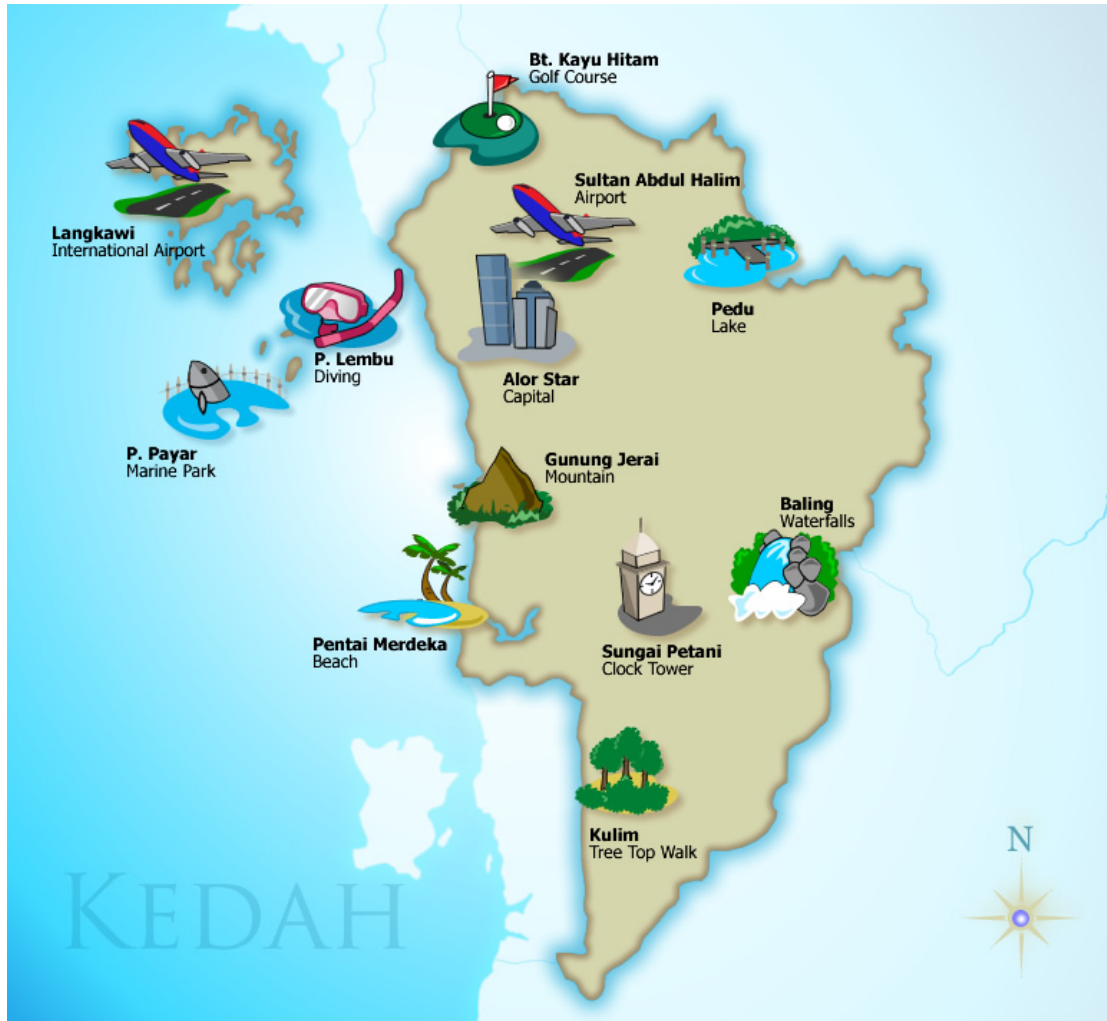 Bt. Kayu Hitam
Golf Course
Sultan Abdul Halim
Airport
Langkawi
International Airport
Pedu
Lake
P. Lembu
Diving
Alor Star
Capital
P. Payar
Marine Park
Gunung Jerai
Mountain
Baling
Waterfalls
Pentai Merdeka
Beach
Sungai Petani
Clock Tower
Kulim
Tree Top Walk
N
KEDAH